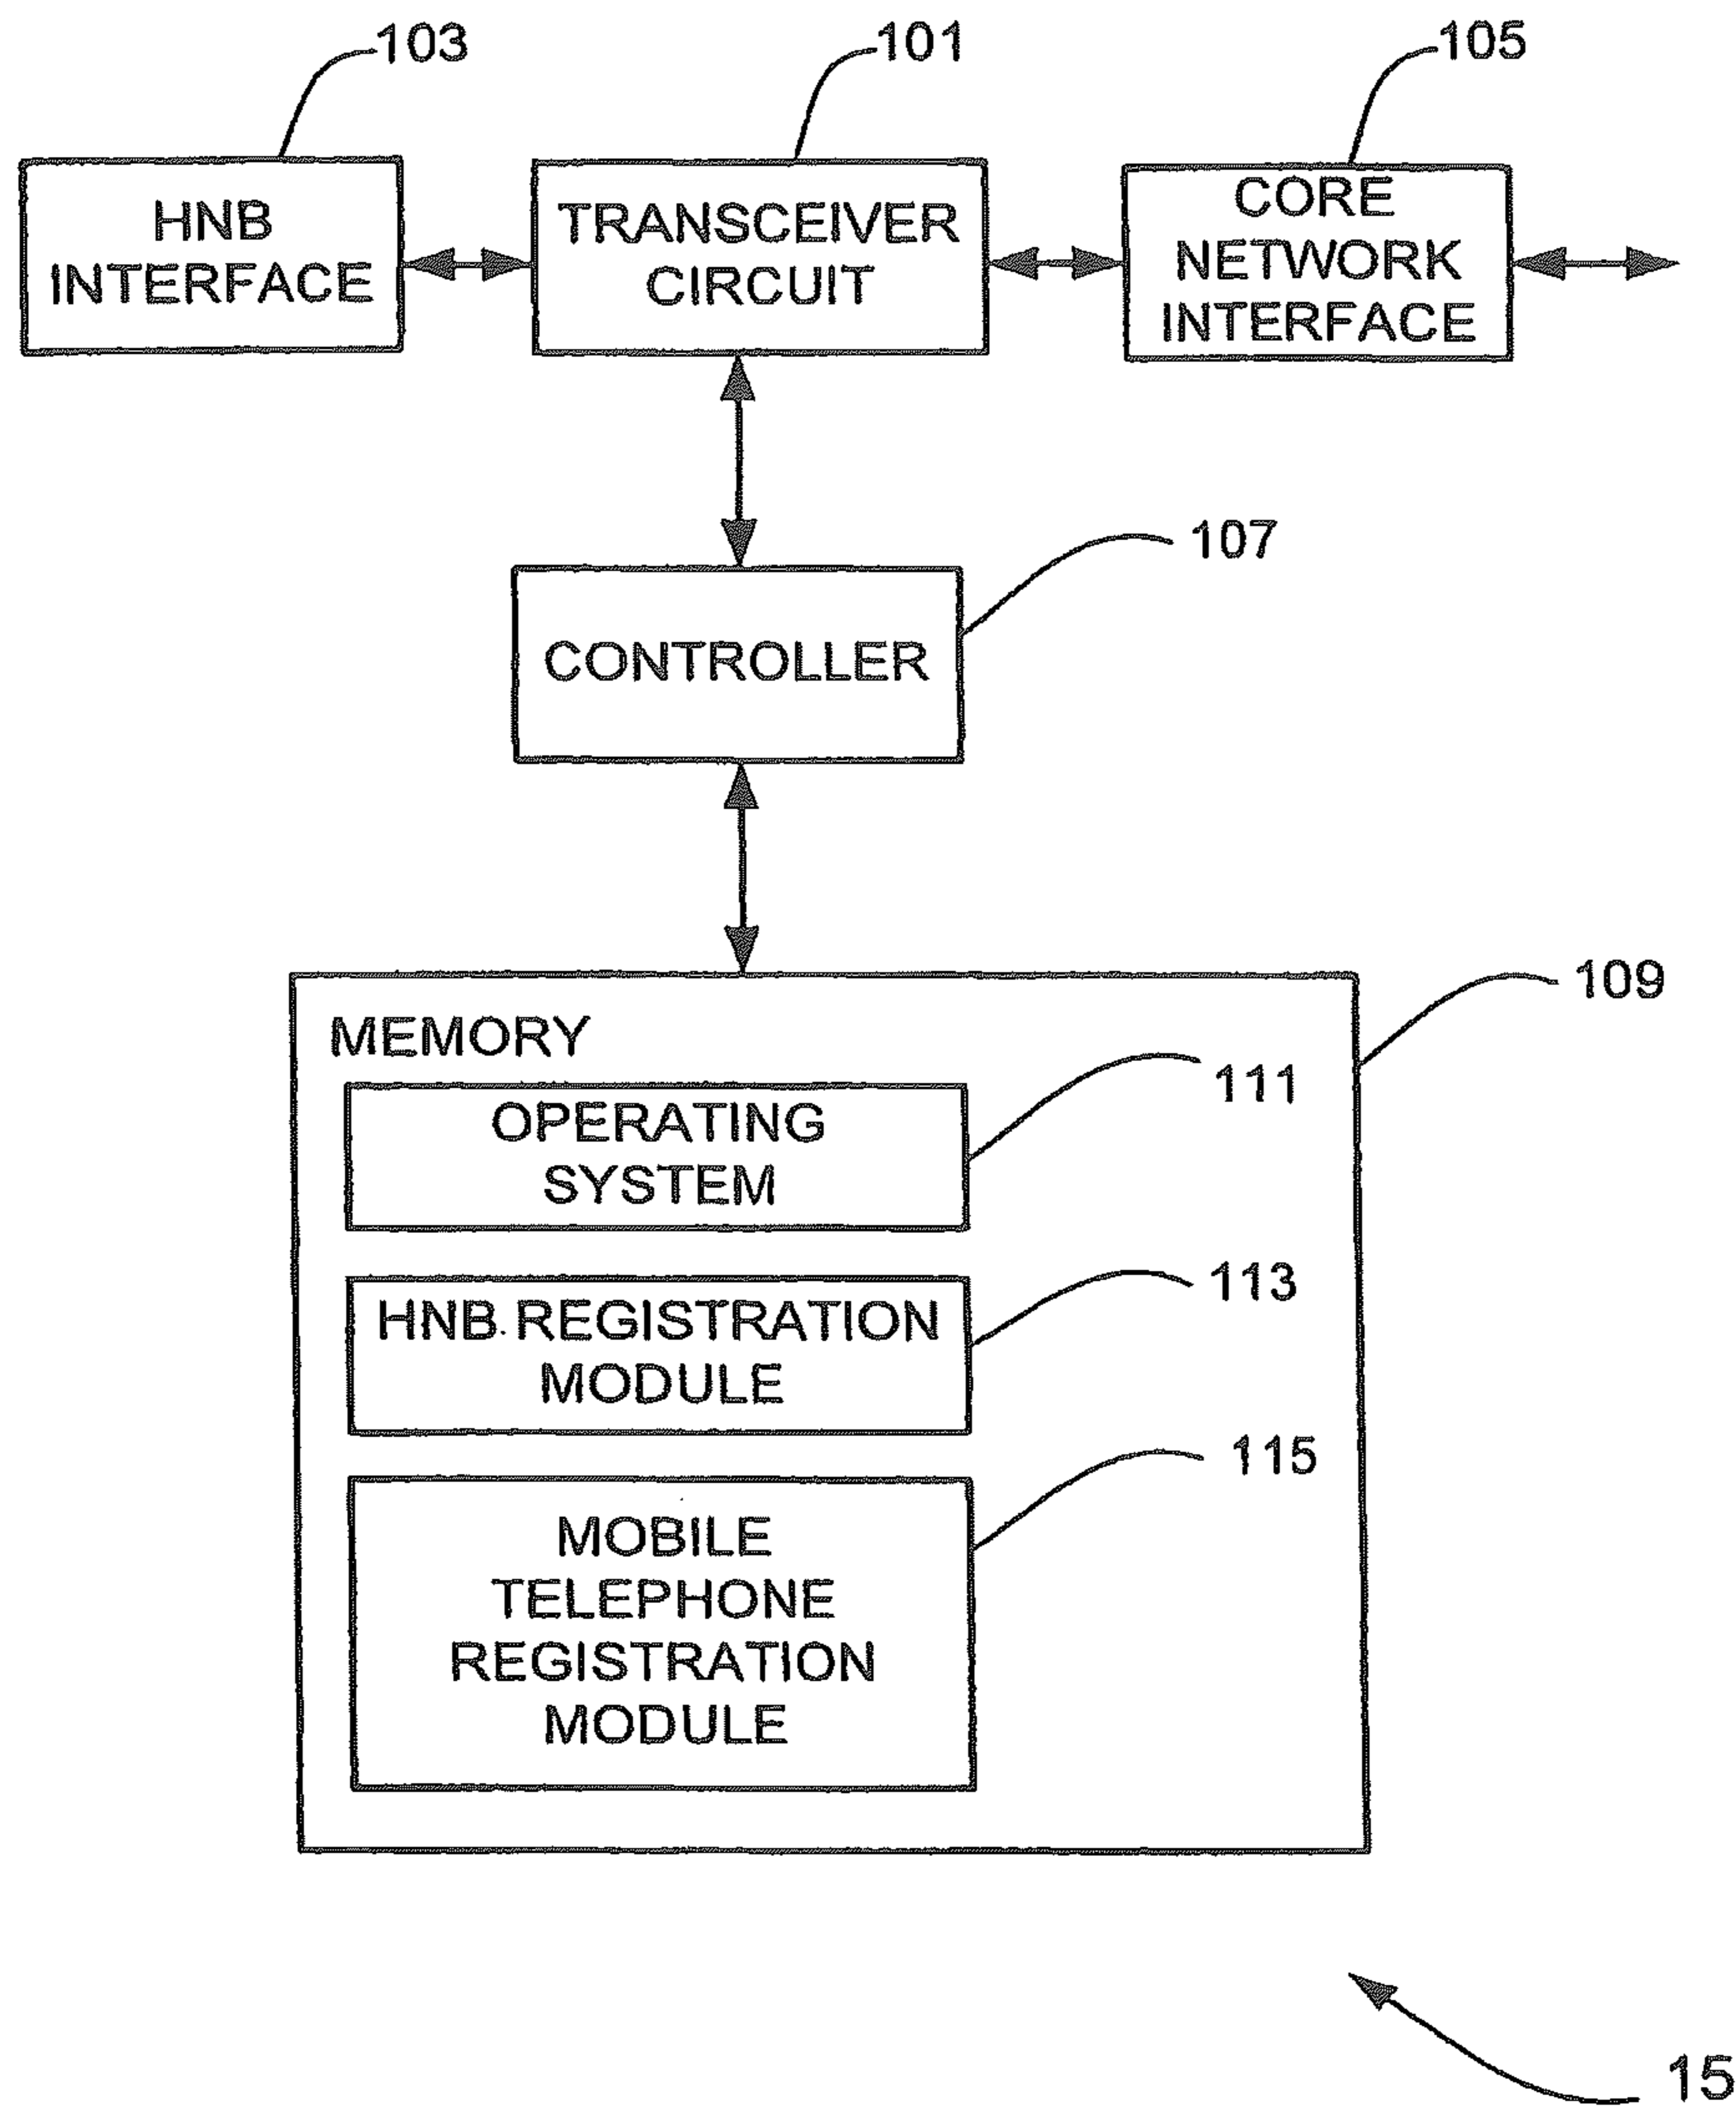 103
101
105
HNB
INTERFACE
TRANSCEIVER
CIRCUIT
CORE
NETWORK
INTERFACE
107
CONTROLLER
109
MEMORY
111
OPERATING
SYSTEM
113
HNB REGISTRATION
MODULE
115
MOBILE
TELEPHONE
REGISTRATION
MODULE
15